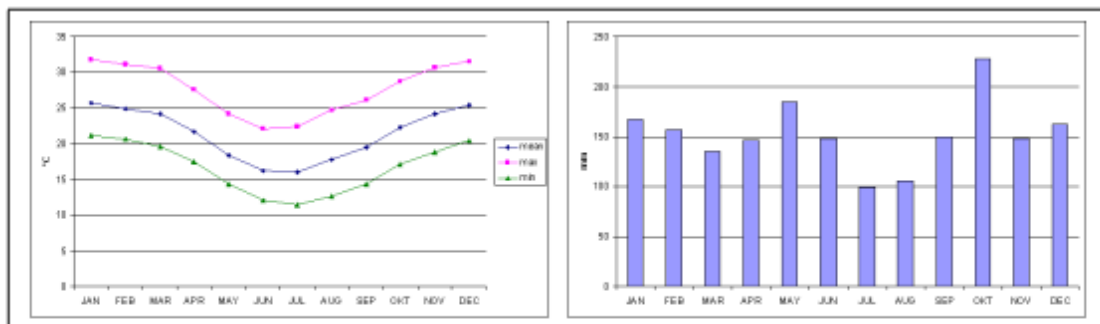 35
30
25
20
15
10
5
0
°C
JAN FEB MAR APR MAY JUN JUL AUG SEP OKT NOV DEC
mean
max
min
250
200
150
100
50
0
mm
JAN FEB MAR APR MAY JUN JUL AUG SEP OKT NOV DEC